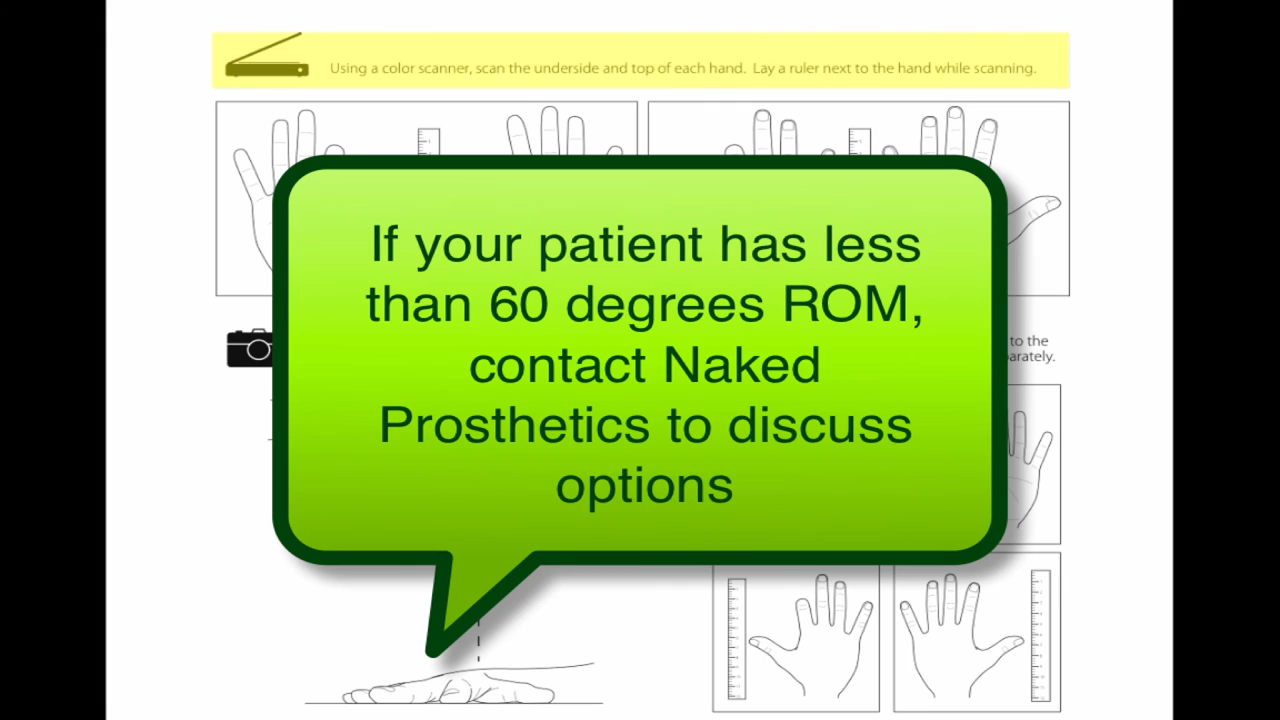 Using a color scanner, scan the underside and top of each hand. Lay a ruler next to the hand while scanning.
If your patient has less
than 60 degrees ROM,
contact Naked
Prosthetics to discuss
options
to the